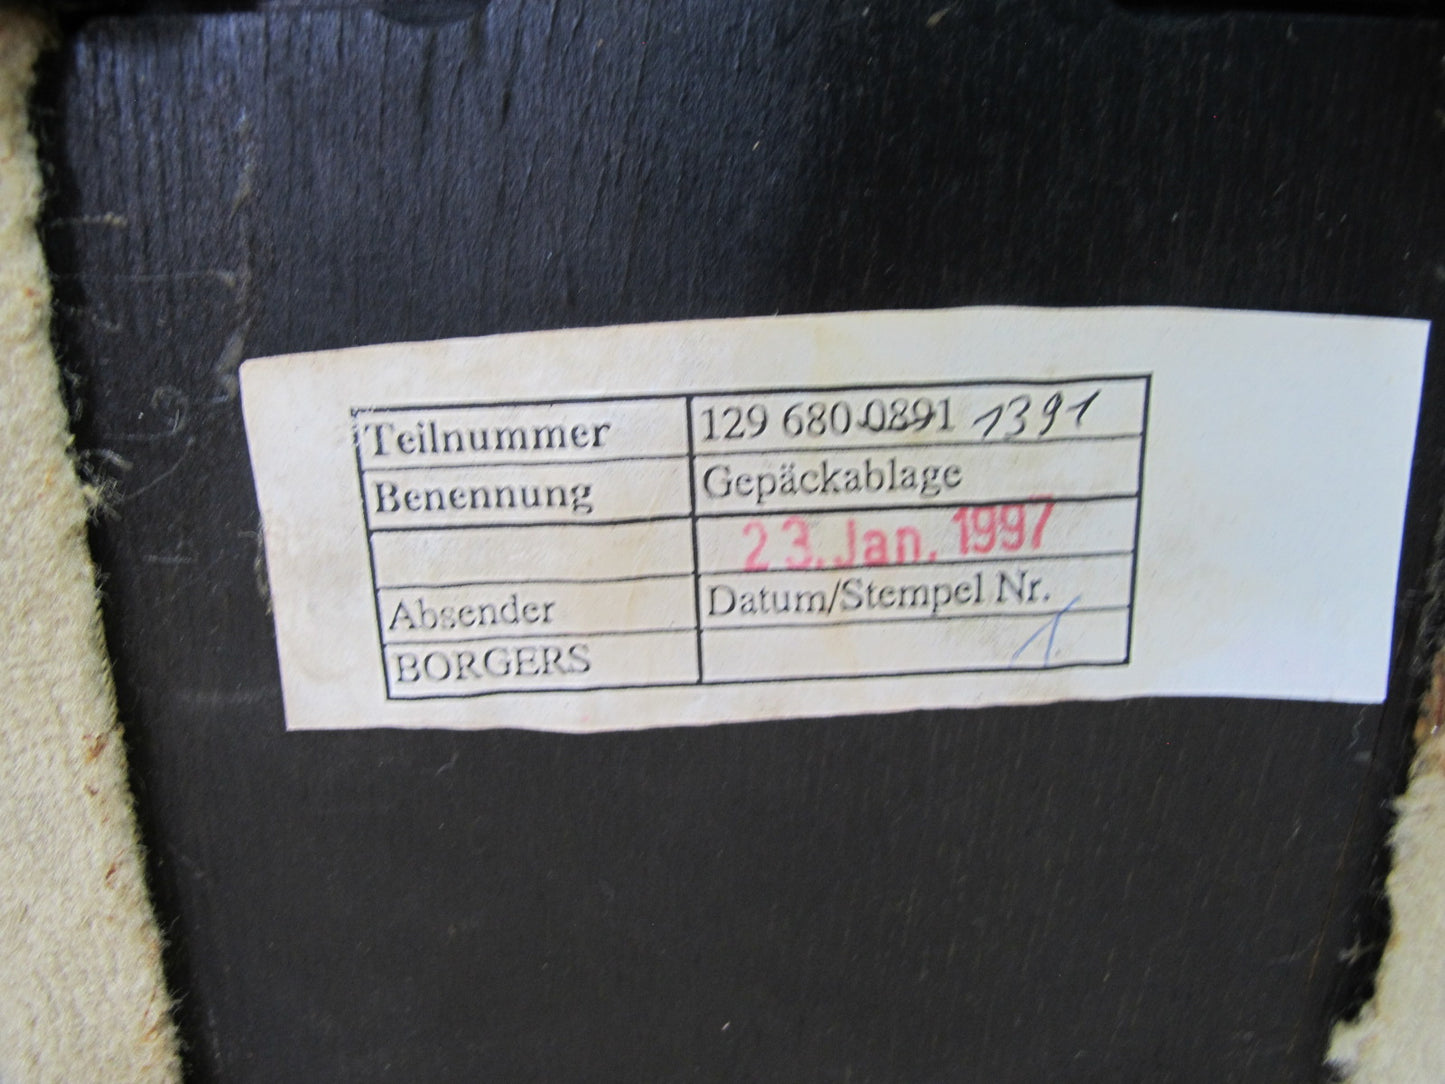 Teilnummer 129 680 0891 1391
Benennung Gepäckablage
23. Jan. 1997
Absender Datum/Stempel Nr.
BORGERS 1